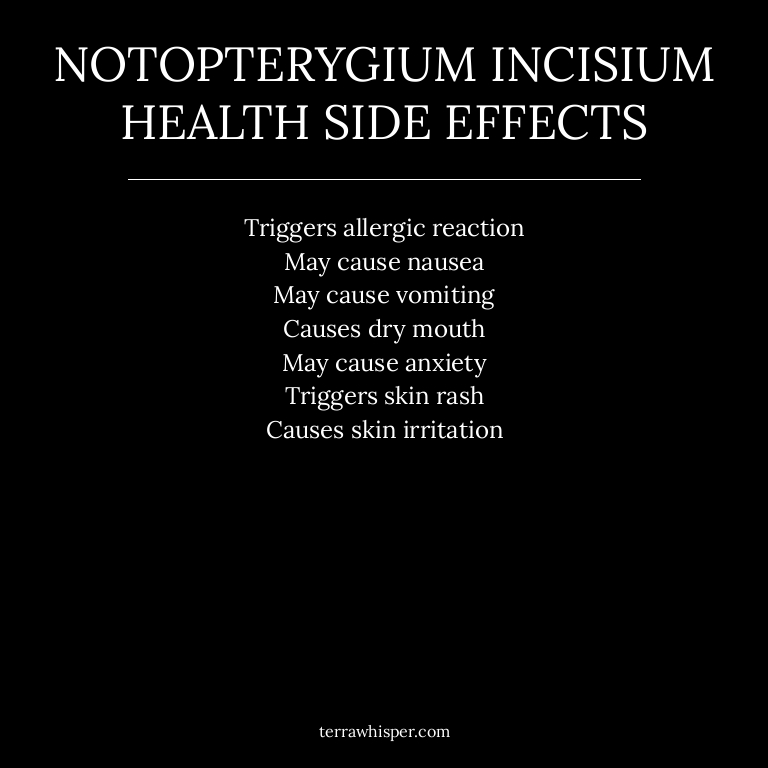 NOTOPTERYGIUM INCISIUM
HEALTH SIDE EFFECTS
Triggers allergic reaction
May cause nausea
May cause vomiting
Causes dry mouth
May cause anxiety
Triggers skin rash
Causes skin irritation
terrawhisper.com